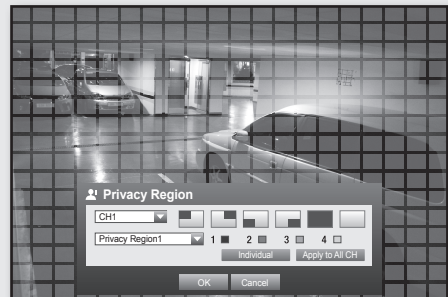 Privacy Region
CH1
Privacy Region1 1 2 3 4
Individual Apply to All CH
OK Cancel